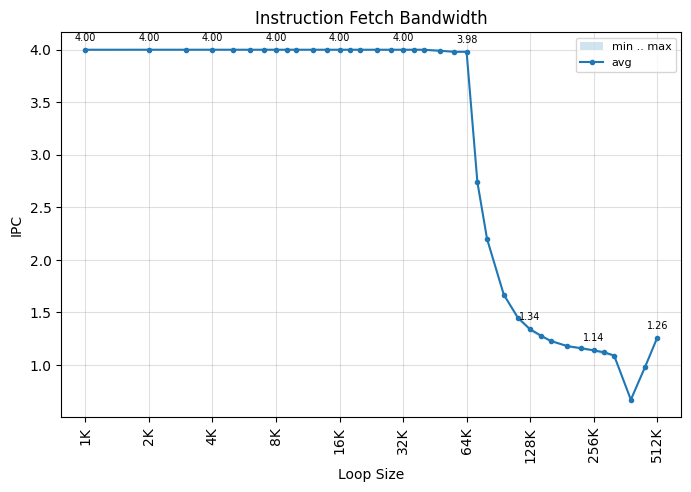 Instruction Fetch Bandwidth
4.00 4.00 4.00 4.00 4.00 4.00 3.98
min .. max
avg
4.0
3.5
3.0
2.5
2.0
1.5
1.0
1.34
1.14
1.26
IPC
1K 2K 4K 8K 16K 32K 64K 128K 256K 512K
Loop Size